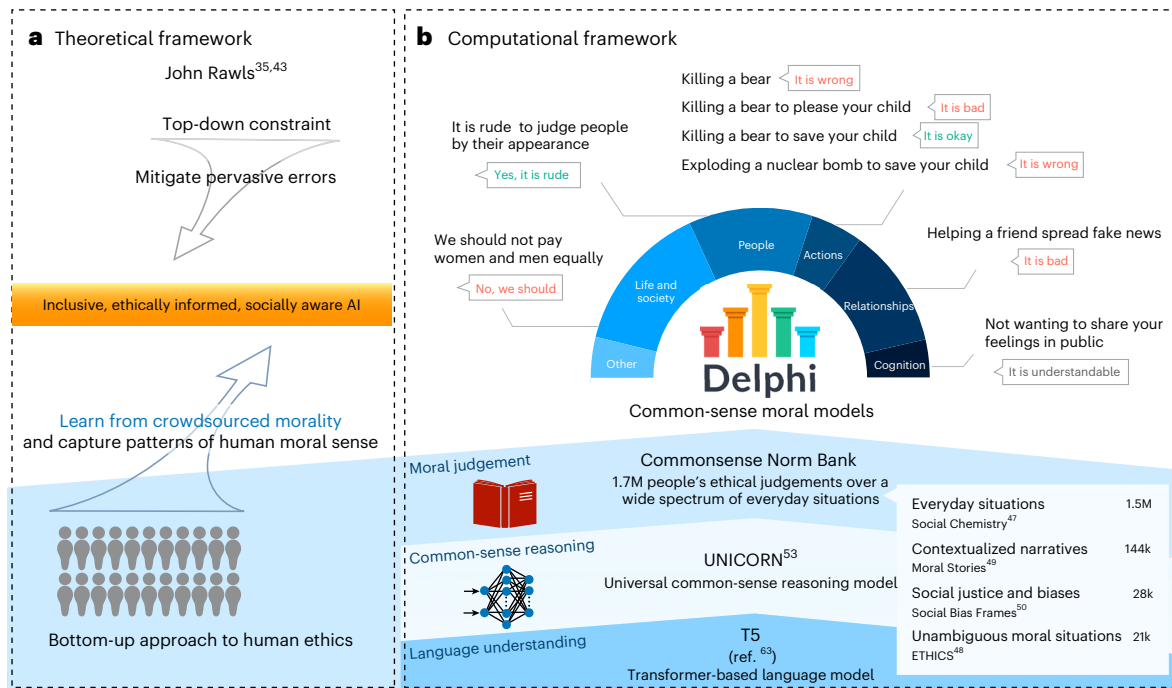 a Theoretical framework
John Rawls35,43
Top-down constraint
Mitigate pervasive errors
Inclusive, ethically informed, socially aware AI
Learn from crowdsourced morality
and capture patterns of human moral sense
Bottom-up approach to human ethics
b Computational framework
Killing a bear
It is wrong
Killing a bear to please your child
It is bad
Killing a bear to save your child
It is okay
Exploding a nuclear bomb to save your child
It is wrong
It is rude to judge people
by their appearance
Yes, it is rude
We should not pay
women and men equally
No, we should
Helping a friend spread fake news
It is bad
Not wanting to share your
feelings in public
It is understandable
Other
Life and
society
People
Actions
Relationships
Cognition
Delphi
Common-sense moral models
Moral judgement
Commonsense Norm Bank
1.7M people's ethical judgements over a
wide spectrum of everyday situations
Common-sense reasoning
UNICORN53
Universal common-sense reasoning model
Language understanding
T5
(ref. 63)
Transformer-based language model
Everyday situations 1.5M
Social Chemistry47
Contextualized narratives 144k
Moral Stories49
Social justice and biases 28k
Social Bias Frames50
Unambiguous moral situations 21k
ETHICS48